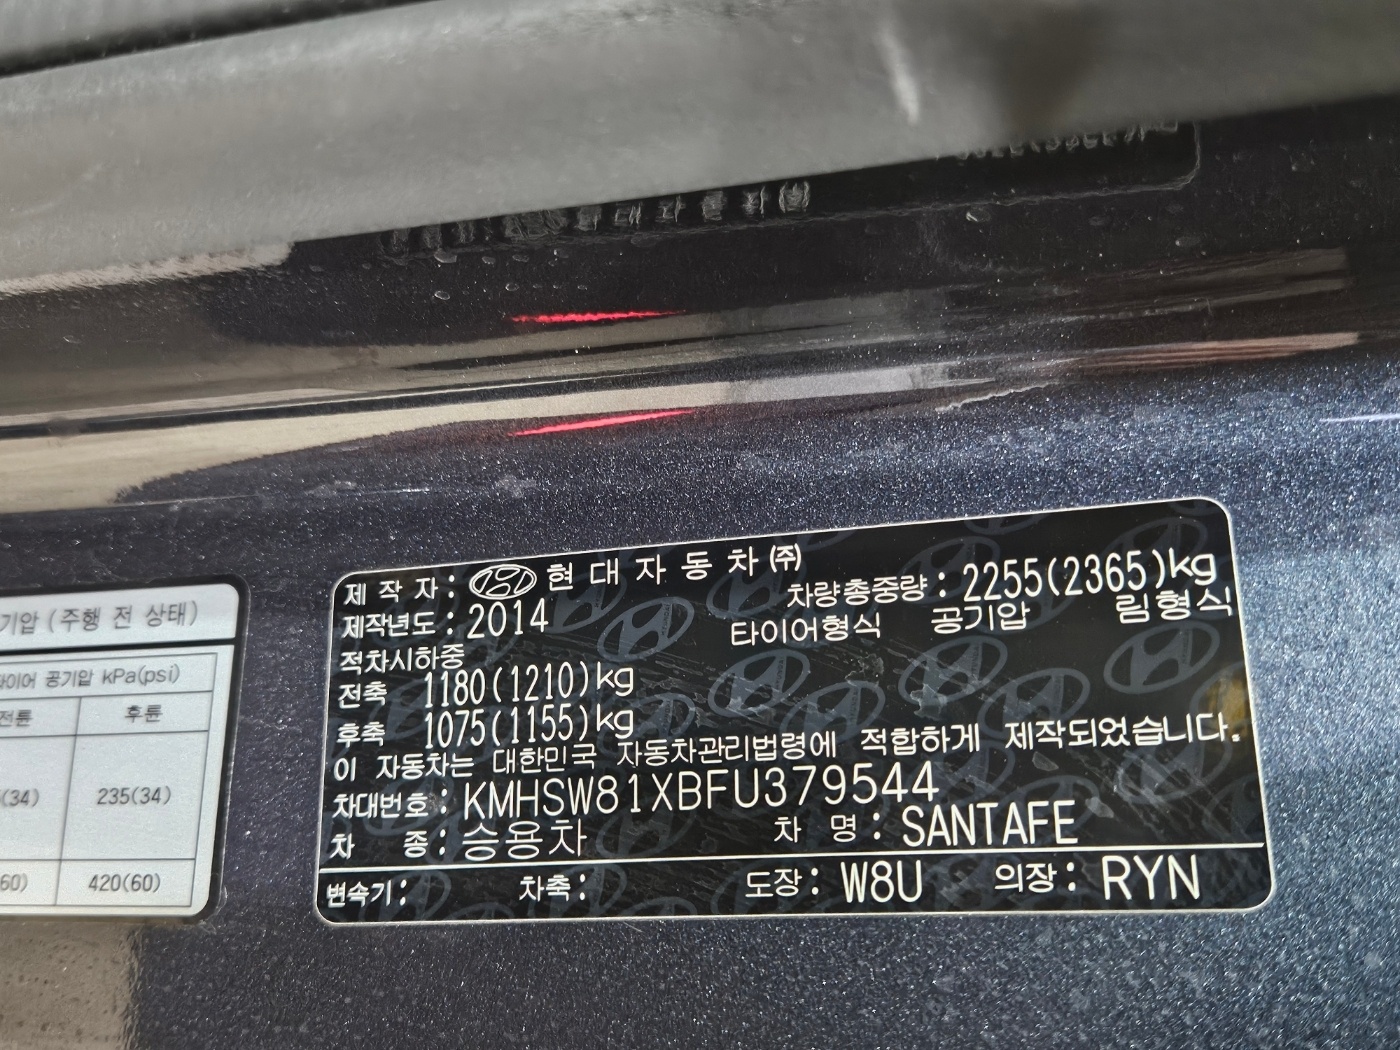 제 작 자 : 현 대 자 동 차 ㈜
제작년도 : 2014 차량총중량 : 2255(2365)kg
타이어형식 공기압 림형식
적차시하중
전축 1180(1210)kg
후축 1075(1155)kg
이 자동차는 대한민국 자동차관리법령에 적합하게 제작되었습니다.
차대번호 : KMHSW81XBFU379544
차 종 : 승용차 차 명 : SANTAFE
변속기 : 차축 : 도장 : W8U 의장 : RYN
기압 (주행 전 상태)
공기압 kPa(psi)
전륜 후륜
(34) 235(34)
60) 420(60)